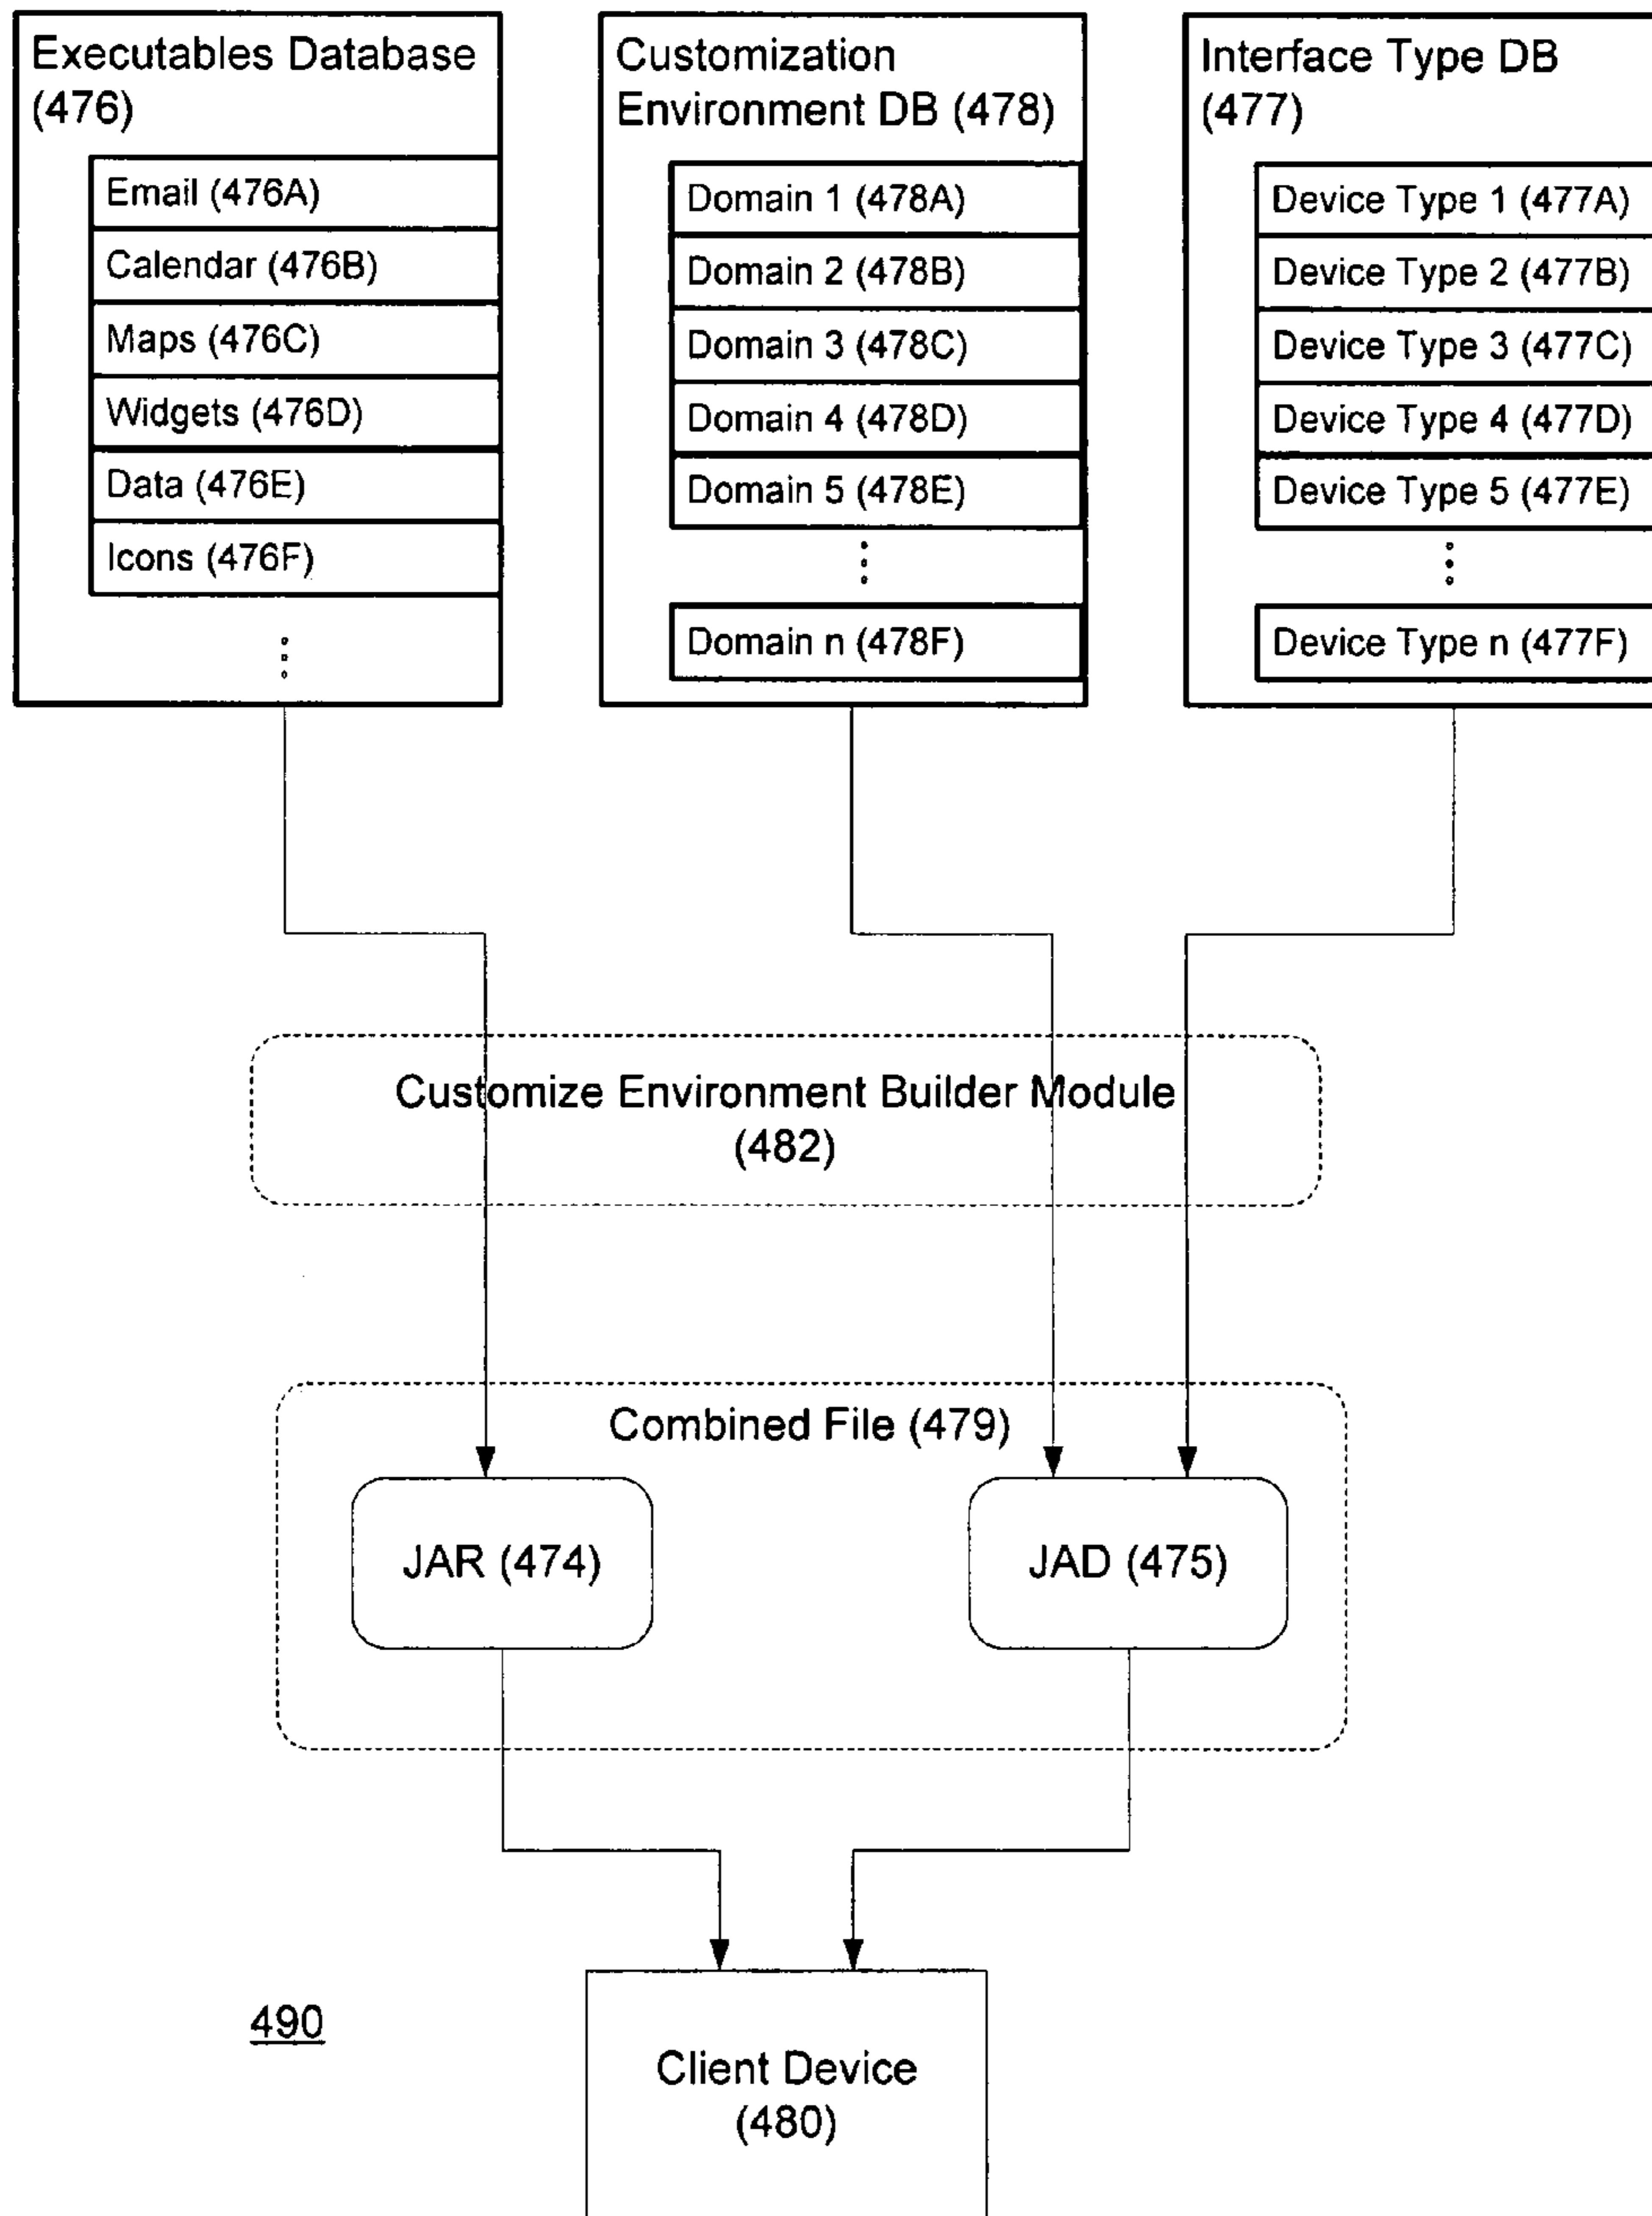 Executables Database
(476)
Email (476A)
Calendar (476B)
Maps (476C)
Widgets (476D)
Data (476E)
Icons (476F)
Customization
Environment DB (478)
Domain 1 (478A)
Domain 2 (478B)
Domain 3 (478C)
Domain 4 (478D)
Domain 5 (478E)
Domain n (478F)
Interface Type DB
(477)
Device Type 1 (477A)
Device Type 2 (477B)
Device Type 3 (477C)
Device Type 4 (477D)
Device Type 5 (477E)
Device Type n (477F)
Customize Environment Builder Module
(482)
Combined File (479)
JAR (474)
JAD (475)
490
Client Device
(480)